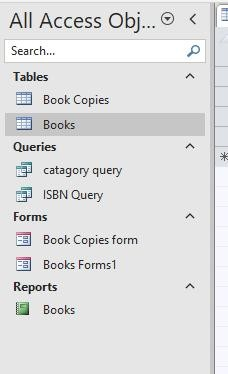 All Access Obj...
Search...
Tables
Book Copies
Books
Queries
catagory query
ISBN Query
Forms
Book Copies form
Books Forms1
Reports
Books